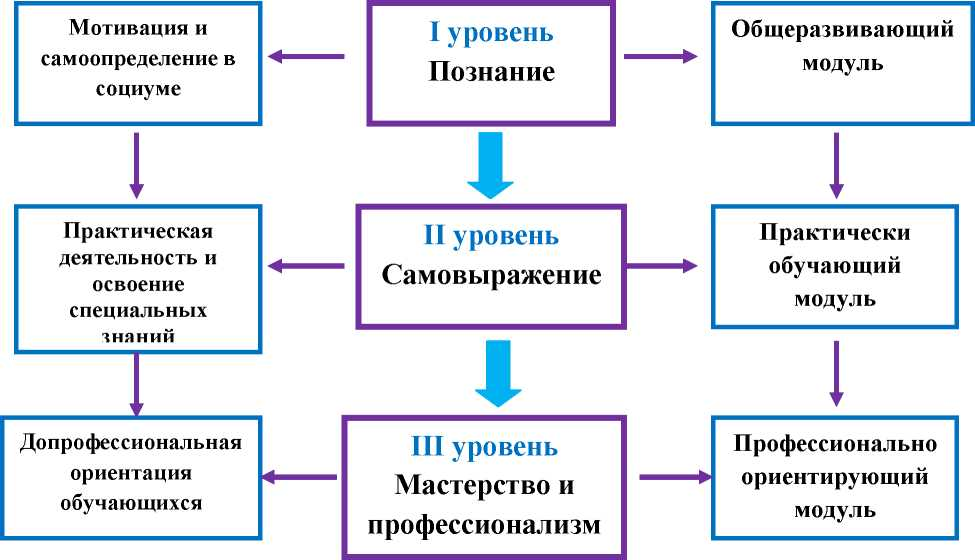 Мотивация и
самоопределение в
социуме
I уровень
Познание
Общеразвивающий
модуль
Практическая
деятельность и
освоение
специальных
знаний
II уровень
Самовыражение
Практически
обучающий
модуль
Допрофессиональная
ориентация
обучающихся
III уровень
Мастерство и
профессионализм
Профессионально
ориентирующий
модуль